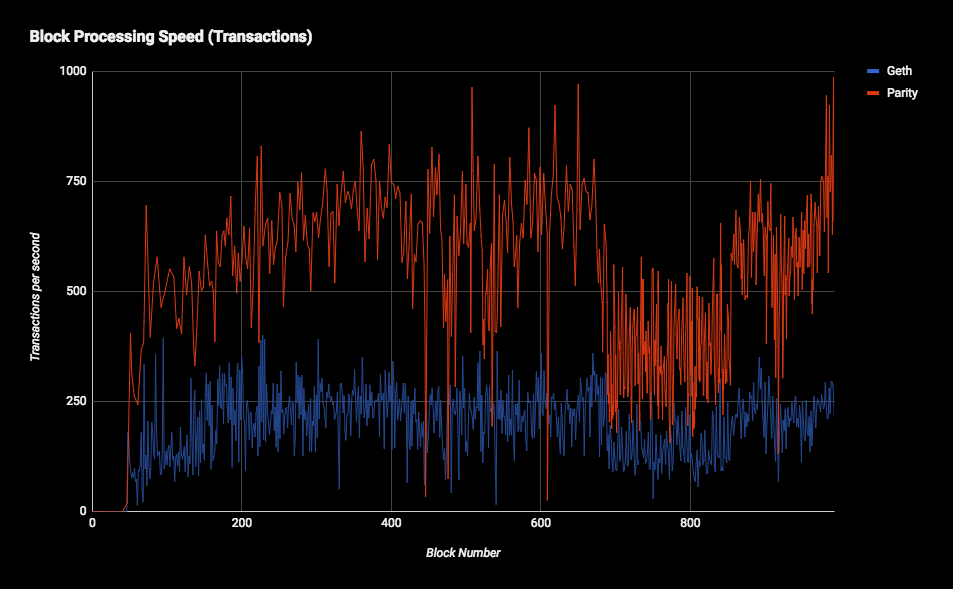 Block Processing Speed (Transactions)
Geth
Parity
Transactions per second
1000
750
500
250
0
0 200 400 600 800
Block Number